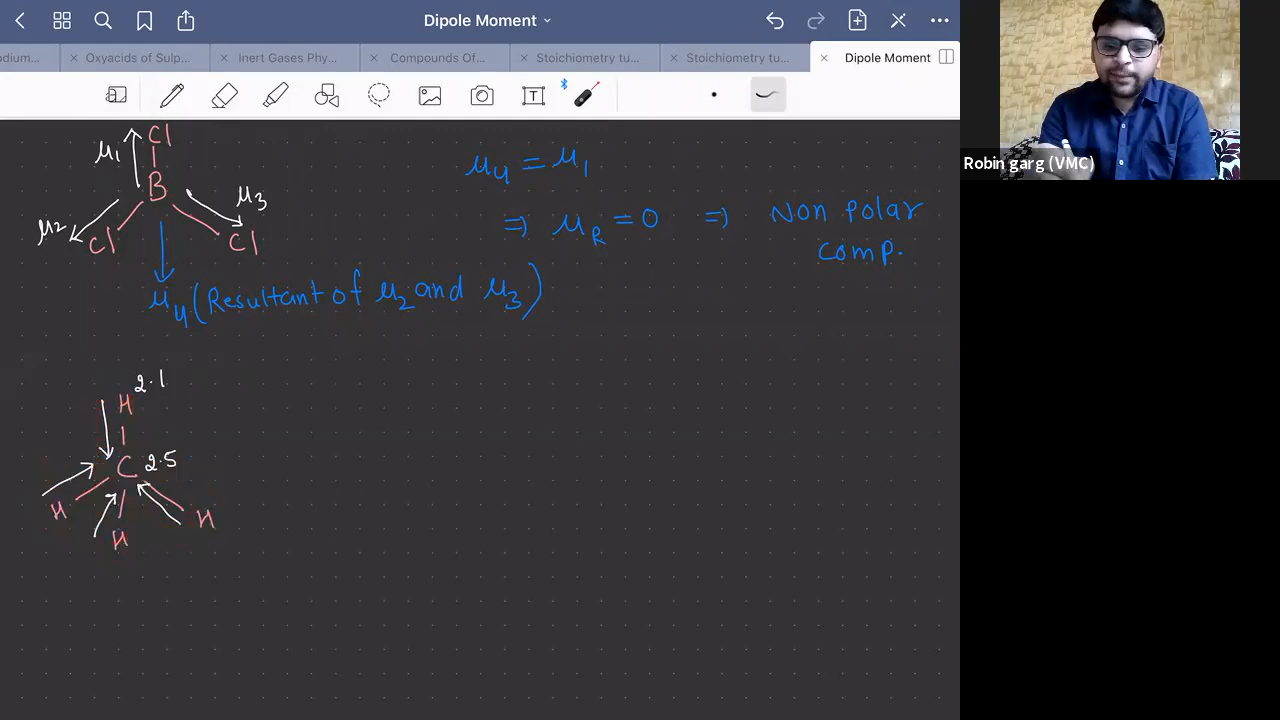 Dipole Moment
odium...
Oxyacids of Sulp...
Inert Gases Phy...
Compounds Of...
Stoichiometry tu...
Stoichiometry tu...
Dipole Moment
T
Robin garg (VMC)
Cl
μ1
B
μ2
μ3
Cl
Cl
μ4 (Resultant of μ2 and μ3)
μ4 = μ1
⇒ μR = 0 ⇒ Non polar
comp.
H 2.1
C 2.5
H
H
H